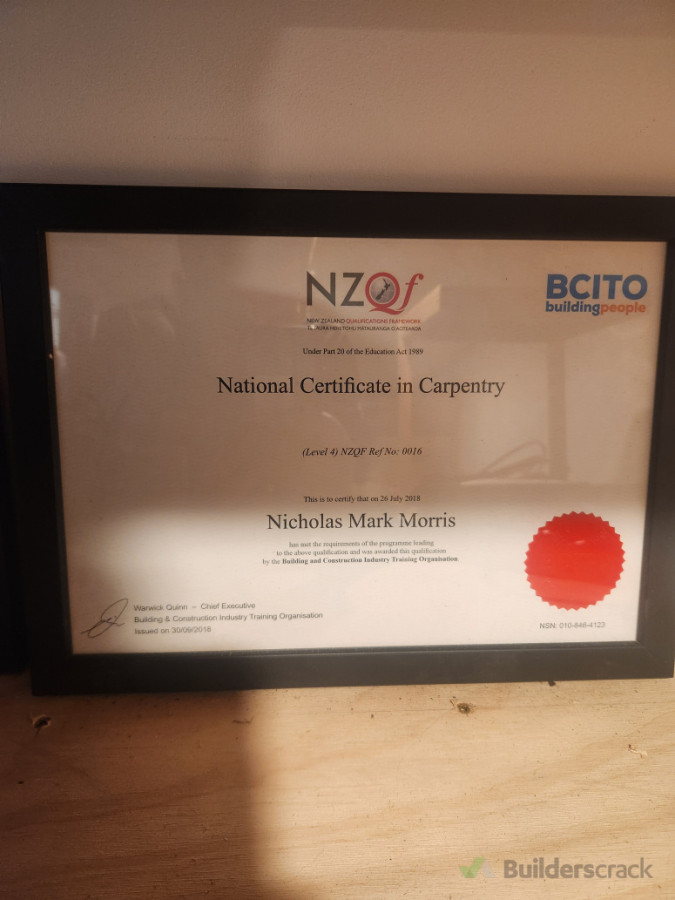 NZQf
NEW ZEALAND QUALIFICATIONS FRAMEWORK
BCITO
buildingpeople
Under Part 20 of the Education Act 1989
National Certificate in Carpentry
(Level 4) NZQF Ref No: 0016
This is to certify that on 26 July 2018
Nicholas Mark Morris
has met the requirements of the programme leading
to the above qualification and was awarded this qualification
by the Building and Construction Industry Training Organisation.
Warwick Quinn – Chief Executive
Building & Construction Industry Training Organisation
Issued on 30/09/2018
NSN: 010-846-4123
Builderscrack